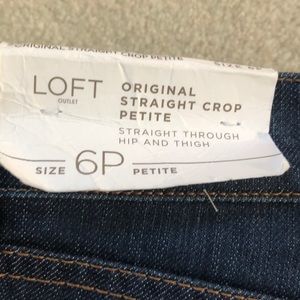 ORIGINAL STRAIGHT CROP PETITE
LOFT
OUTLET
ORIGINAL
STRAIGHT CROP
PETITE
STRAIGHT THROUGH
HIP AND THIGH
SIZE 6P PETITE